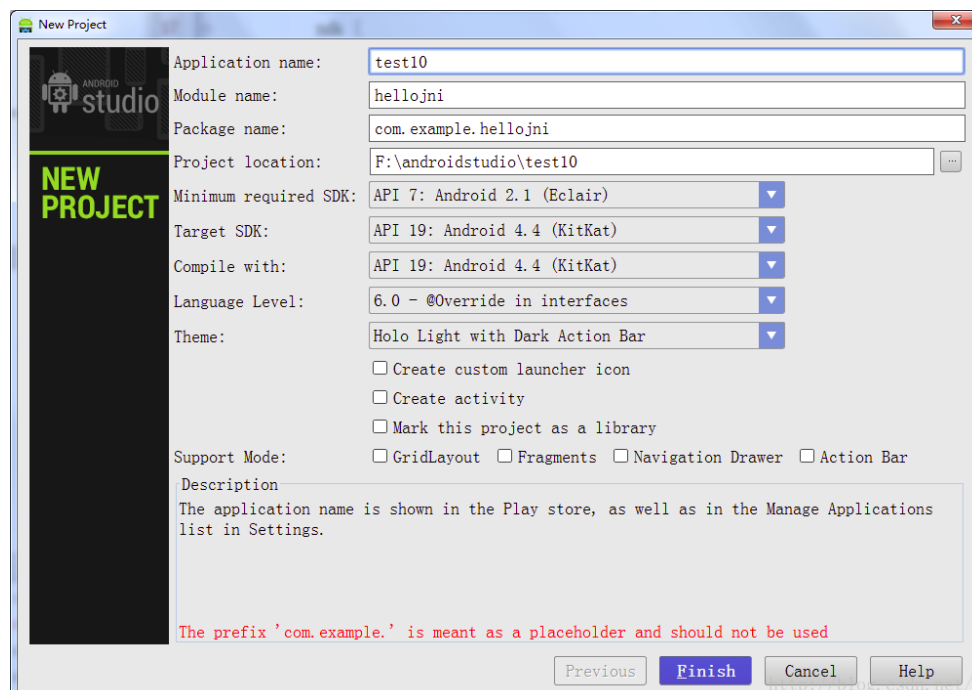 New Project
ANDROID
studio
NEW
PROJECT
Application name: test10
Module name: hellojni
Package name: com.example.hellojni
Project location: F:\androidstudio\test10 ...
Minimum required SDK: API 7: Android 2.1 (Eclair)
Target SDK: API 19: Android 4.4 (KitKat)
Compile with: API 19: Android 4.4 (KitKat)
Language Level: 6.0 - @Override in interfaces
Theme: Holo Light with Dark Action Bar
Create custom launcher icon
Create activity
Mark this project as a library
Support Mode: GridLayout Fragments Navigation Drawer Action Bar
Description
The application name is shown in the Play store, as well as in the Manage Applications
list in Settings.
The prefix 'com.example.' is meant as a placeholder and should not be used
Previous Finish Cancel Help